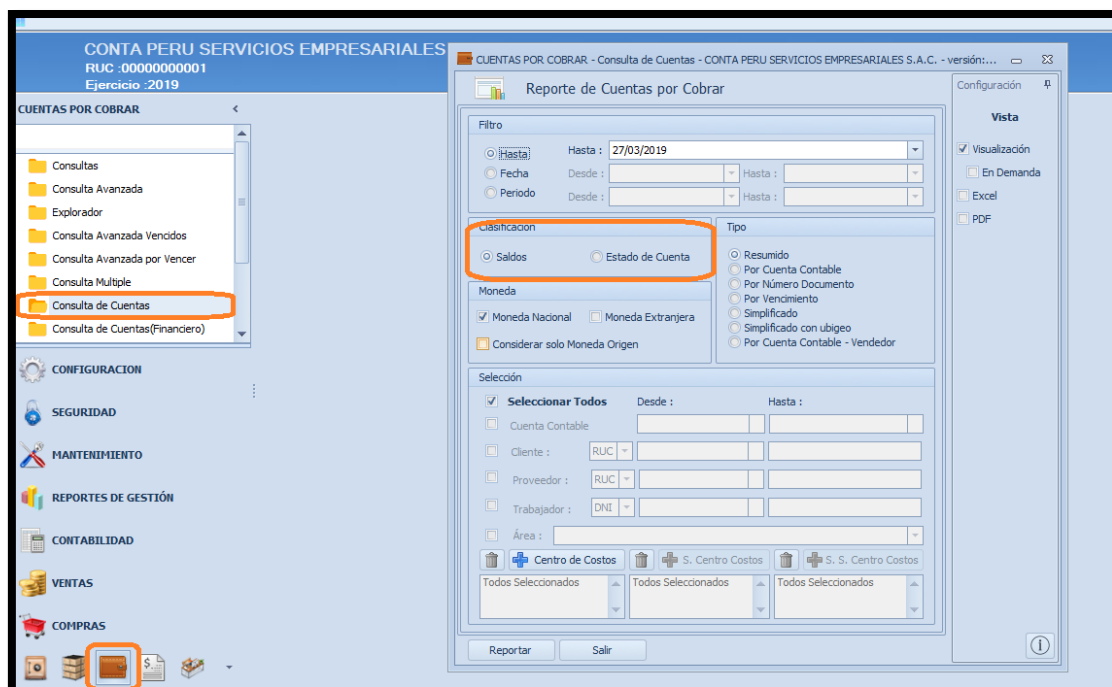 CONTA PERU SERVICIOS EMPRESARIALES
RUC :00000000001
Ejercicio :2019
CUENTAS POR COBRAR
Consultas
Consulta Avanzada
Explorador
Consulta Avanzada Vencidos
Consulta Avanzada por Vencer
Consulta Multiple
Consulta de Cuentas
Consulta de Cuentas(Financiero)
CONFIGURACION
SEGURIDAD
MANTENIMIENTO
REPORTES DE GESTIÓN
CONTABILIDAD
VENTAS
COMPRAS
CUENTAS POR COBRAR - Consulta de Cuentas - CONTA PERU SERVICIOS EMPRESARIALES S.A.C. - versión:...
Reporte de Cuentas por Cobrar
Filtro
Hasta Hasta : 27/03/2019
Fecha Desde : Hasta :
Periodo Desde : Hasta :
Clasificación
Saldos Estado de Cuenta
Moneda
Moneda Nacional Moneda Extranjera
Considerar solo Moneda Origen
Tipo
Resumido
Por Cuenta Contable
Por Número Documento
Por Vencimiento
Simplificado
Simplificado con ubigeo
Por Cuenta Contable - Vendedor
Selección
Seleccionar Todos Desde : Hasta :
Cuenta Contable
Cliente : RUC
Proveedor : RUC
Trabajador : DNI
Área :
Centro de Costos S. Centro Costos S. S. Centro Costos
Todos Seleccionados Todos Seleccionados Todos Seleccionados
Reportar Salir
Configuración
Vista
Visualización
En Demanda
Excel
PDF